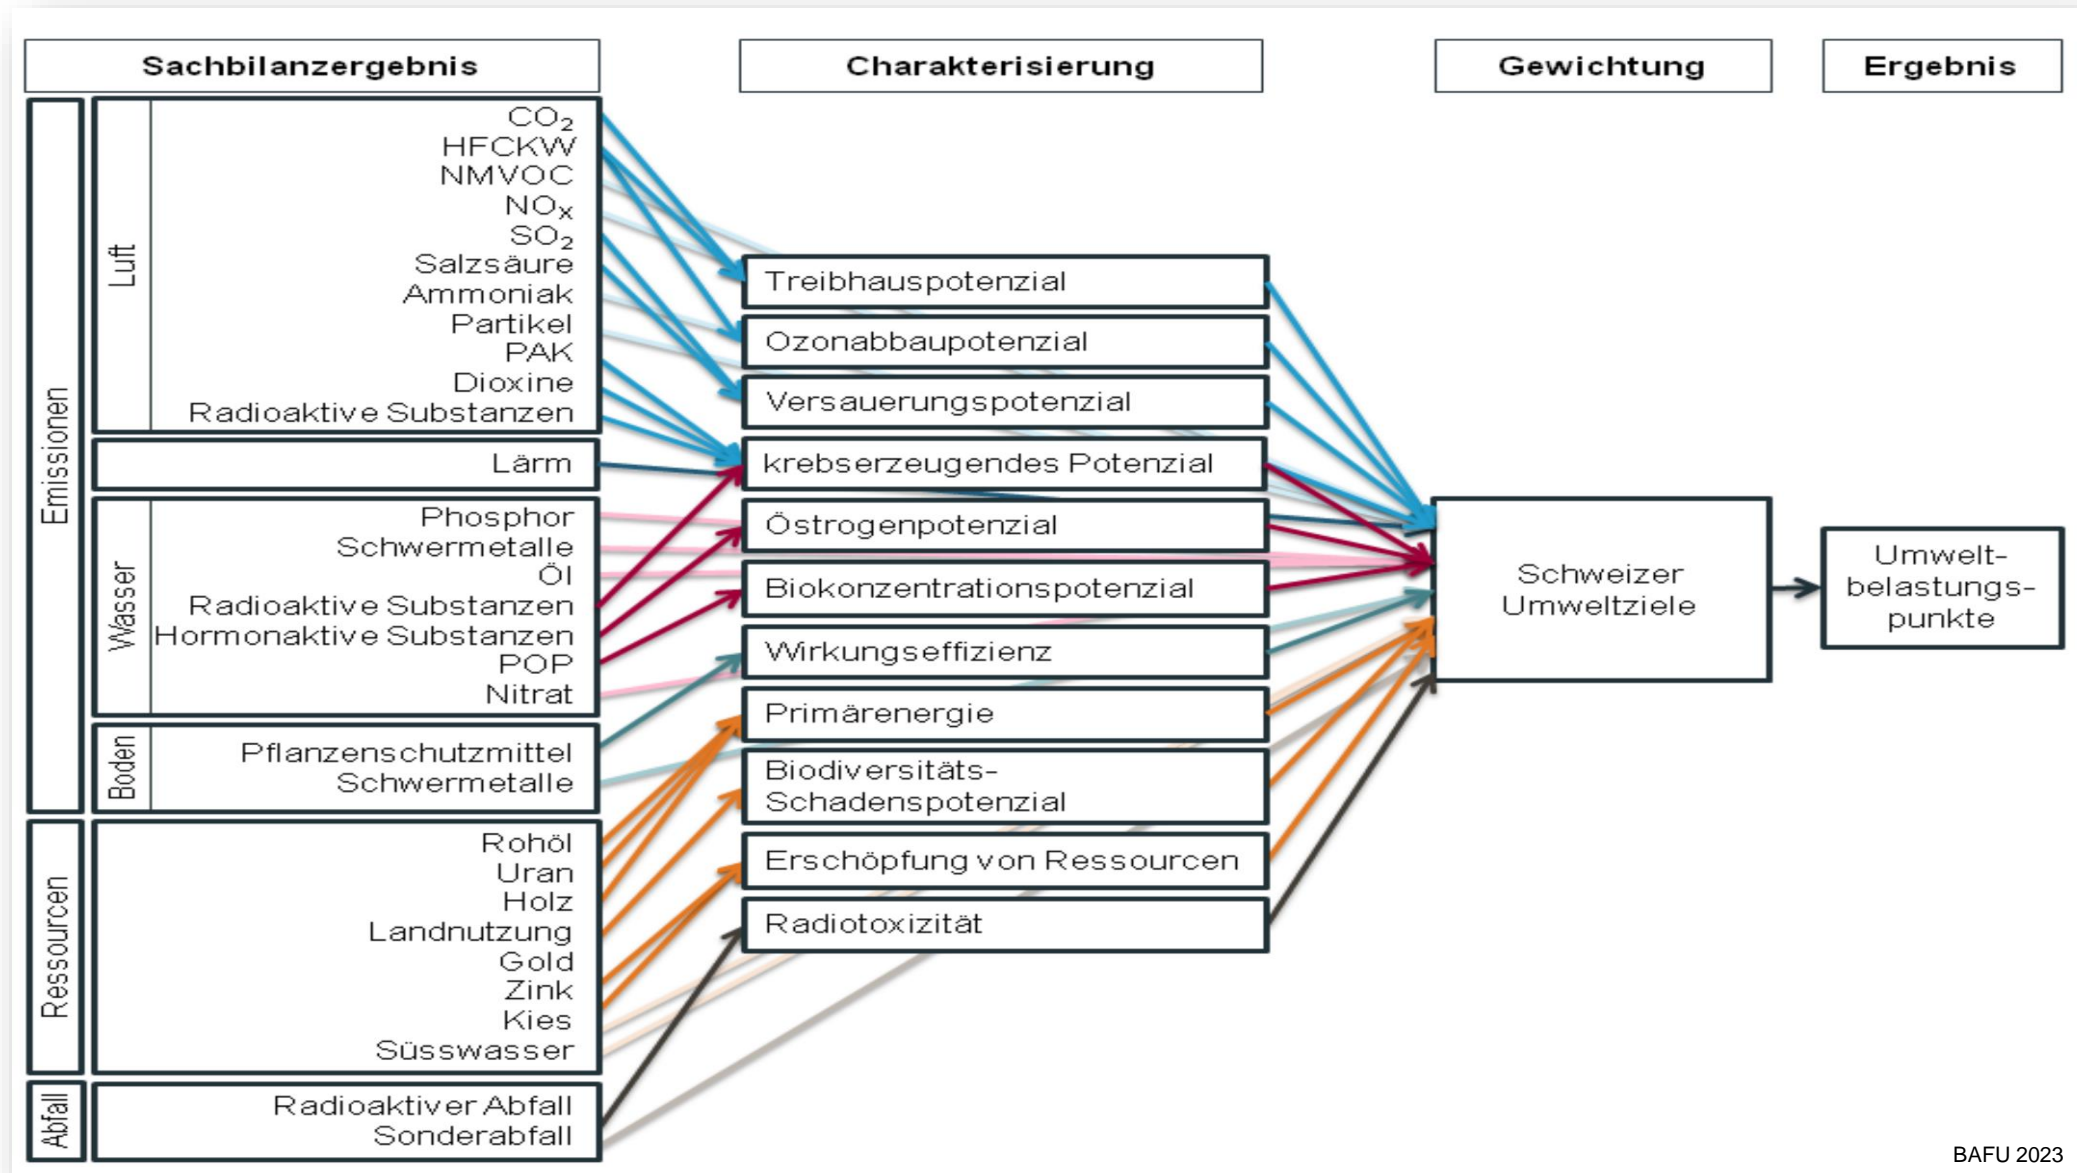 Sachbilanzergebnis
Charakterisierung
Gewichtung
Ergebnis
Emissionen
Luft
CO₂
HFCKW
NMVOC
NOₓ
SO₂
Salzsäure
Ammoniak
Partikel
PAK
Dioxine
Radioaktive Substanzen
Lärm
Wasser
Phosphor
Schwermetalle
Öl
Radioaktive Substanzen
Hormonaktive Substanzen
POP
Nitrat
Boden
Pflanzenschutzmittel
Schwermetalle
Ressourcen
Rohöl
Uran
Holz
Landnutzung
Gold
Zink
Kies
Süsswasser
Abfall
Radioaktiver Abfall
Sonderabfall
Treibhauspotenzial
Ozonabbaupotenzial
Versauerungspotenzial
krebserzeugendes Potenzial
Östrogenpotenzial
Biokonzentrationspotenzial
Wirkungseffizienz
Primärenergie
Biodiversitäts-
Schadenspotenzial
Erschöpfung von Ressourcen
Radiotoxizität
Schweizer
Umweltziele
Umwelt-
belastungs-
punkte
BAFU 2023